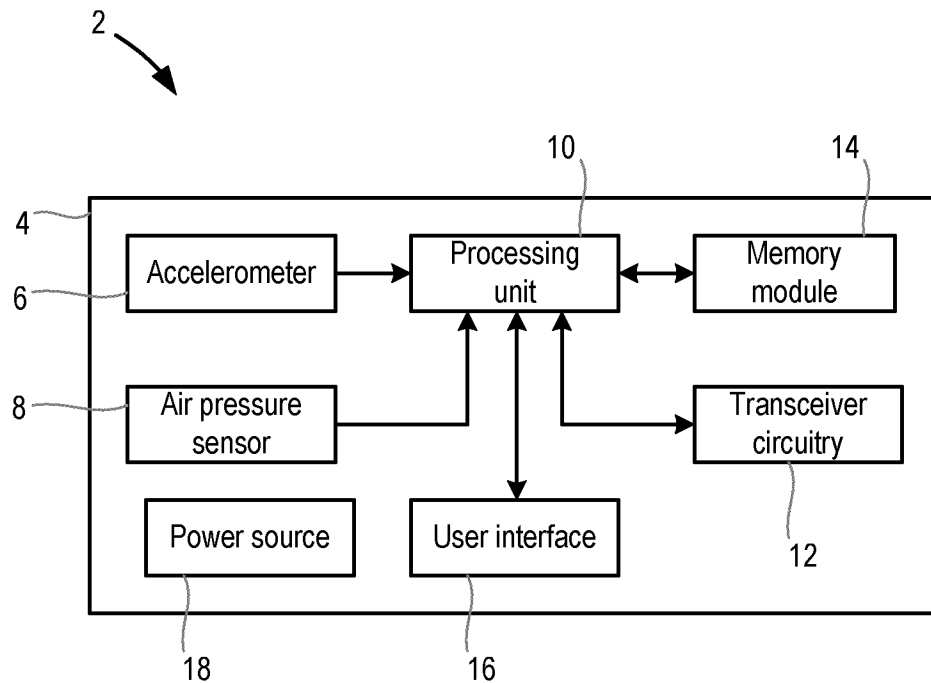 2
10
14
4
Accelerometer
Processing
unit
Memory
module
6
8
Air pressure
sensor
Transceiver
circuitry
Power source
User interface
12
18
16